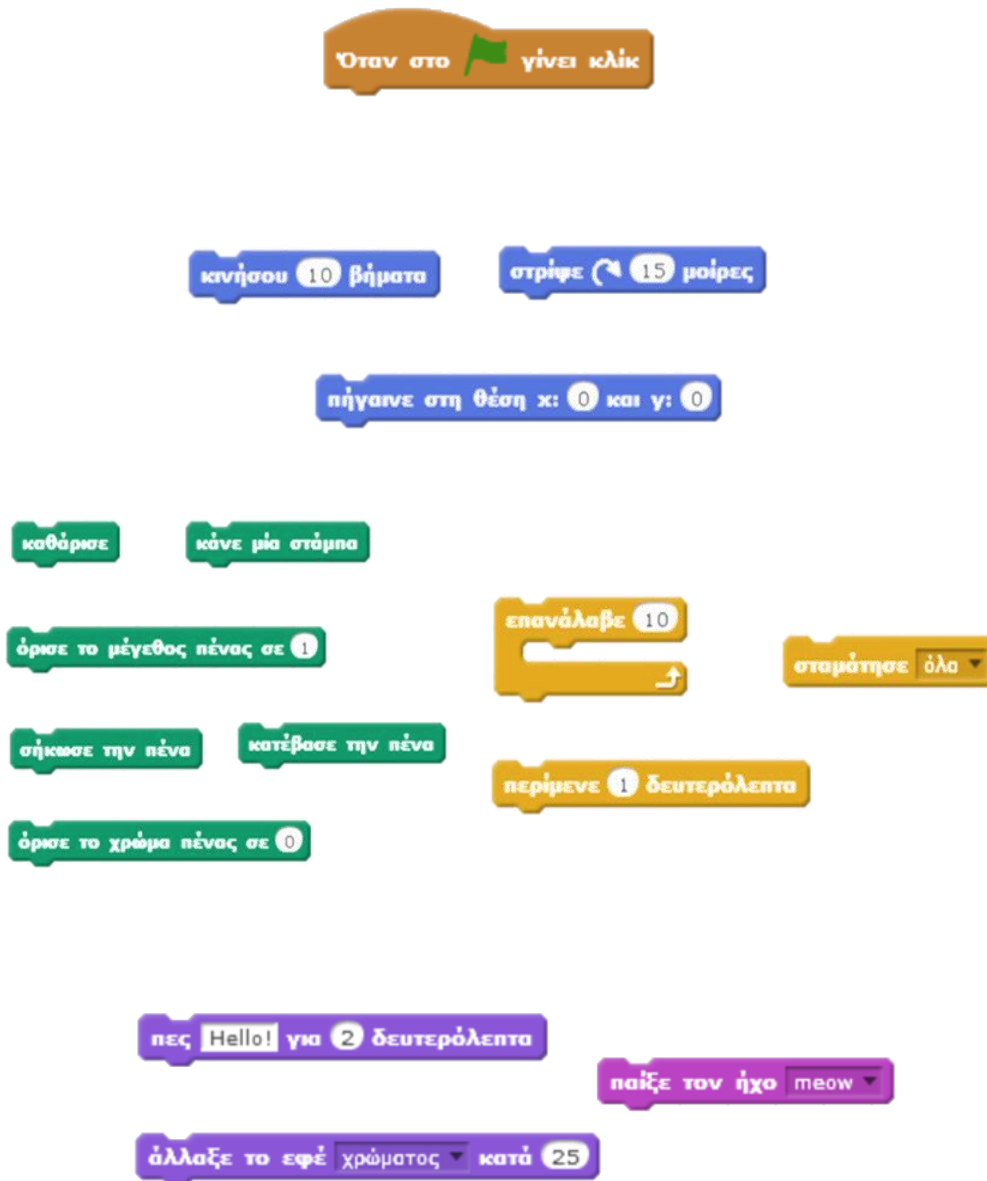 Όταν στο γίνει κλίκ
κινήσου 10 βήματα
στρίψε 15 μοίρες
πήγαινε στη θέση x: 0 και y: 0
καθάρισε
κάνε μία στάμπα
επανάλαβε 10
όρισε το μέγεθος πένας σε 1
σταμάτησε όλα
σήκωσε την πένα
κατέβασε την πένα
περίμενε 1 δευτερόλεπτα
όρισε το χρώμα πένας σε 0
πες Hello! για 2 δευτερόλεπτα
παίξε τον ήχο meow
άλλαξε το εφέ χρώματος κατά 25